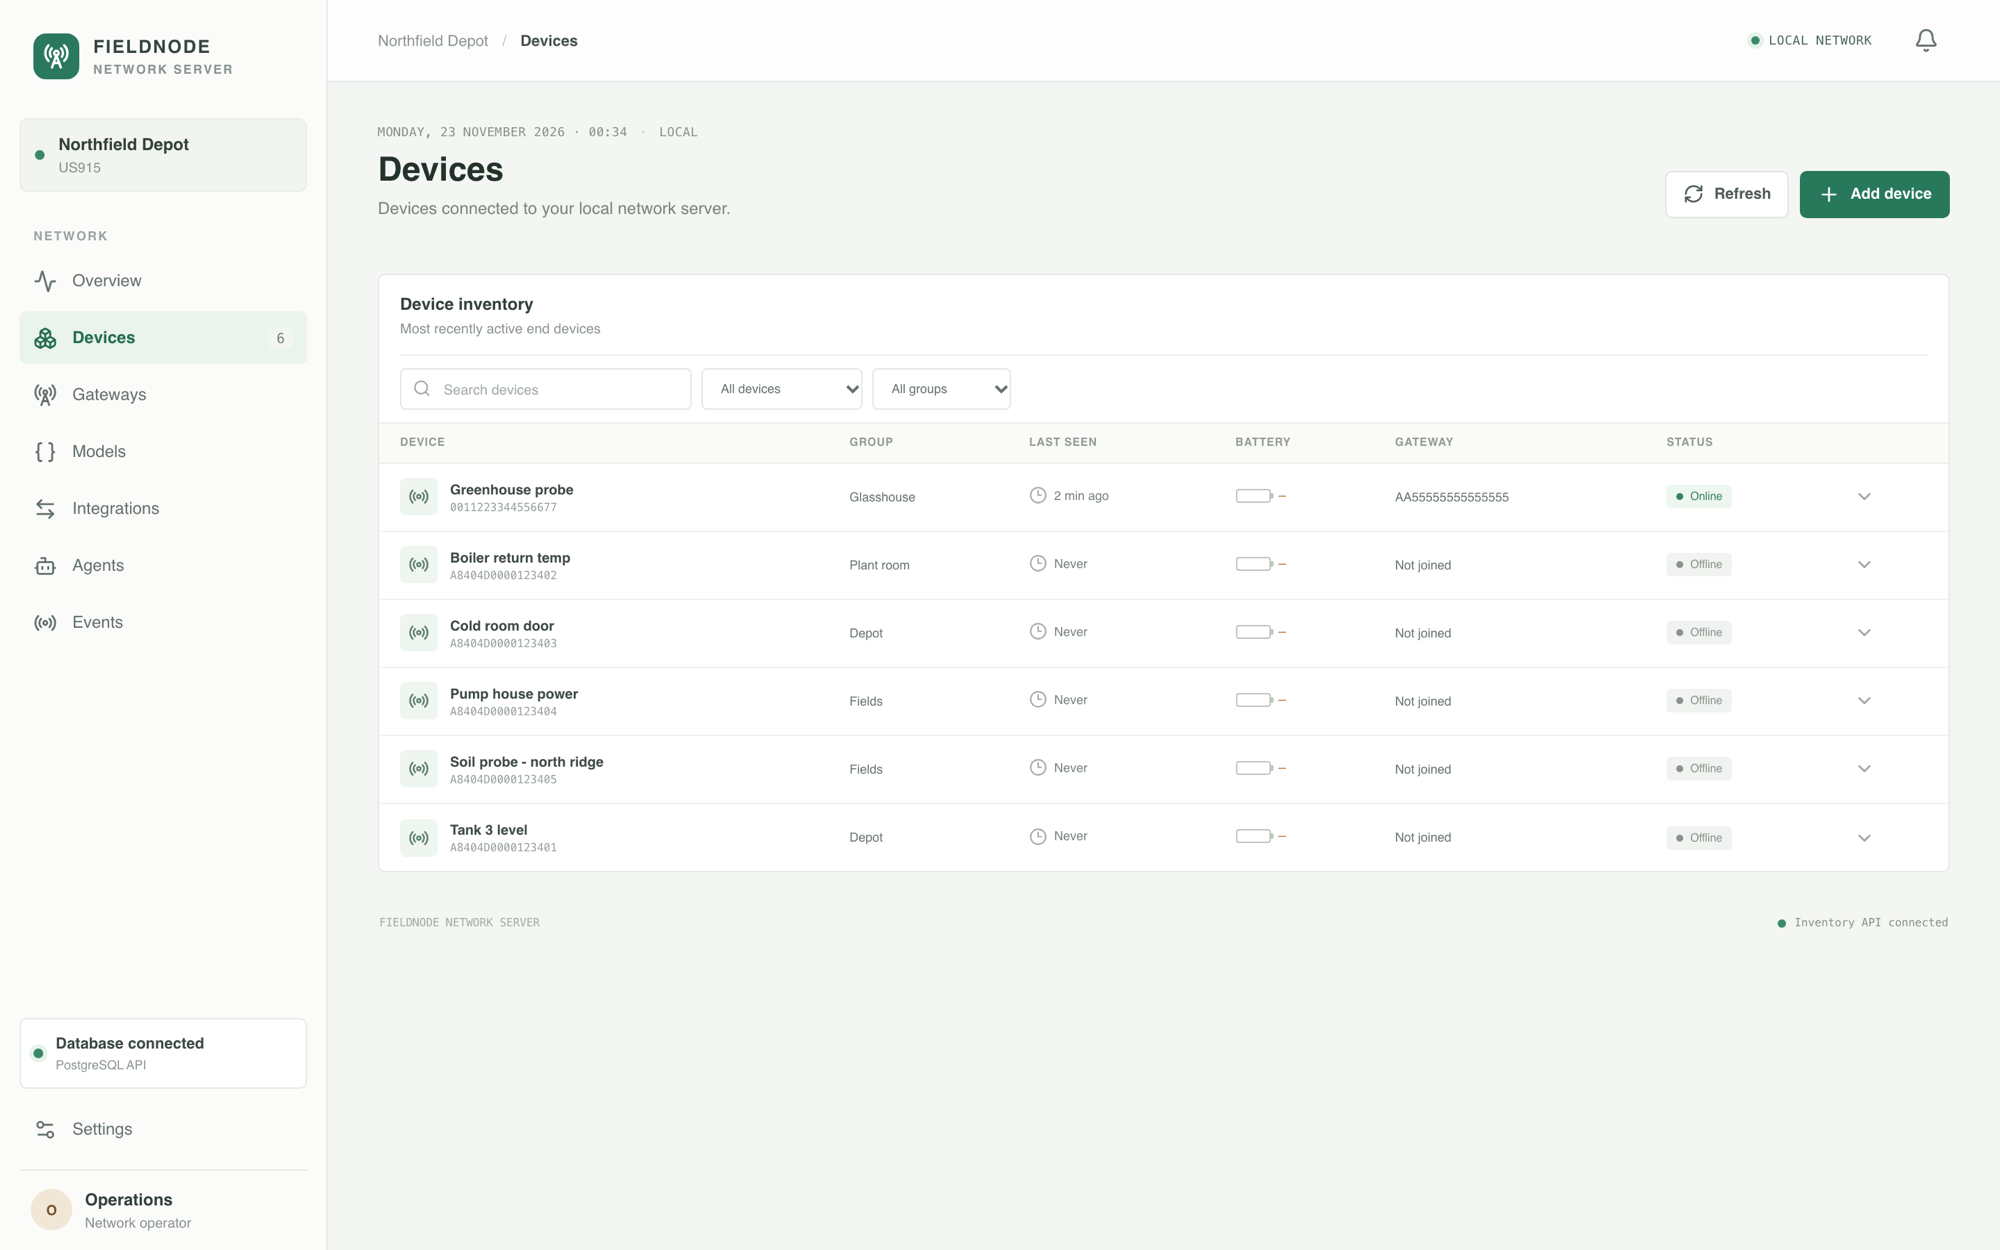 FIELDNODE
NETWORK SERVER
Northfield Depot
US915
NETWORK
Overview
Devices 6
Gateways
Models
Integrations
Agents
Events
Database connected
PostgreSQL API
Settings
O
Operations
Network operator
Northfield Depot / Devices
LOCAL NETWORK
MONDAY, 23 NOVEMBER 2026 · 00:34 · LOCAL
Devices
Devices connected to your local network server.
Refresh
Add device
Device inventory
Most recently active end devices
Search devices
All devices
All groups
DEVICE GROUP LAST SEEN BATTERY GATEWAY STATUS
Greenhouse probe
0011223344556677
Glasshouse 2 min ago – AA55555555555555 Online
Boiler return temp
A8404D0000123402
Plant room Never – Not joined Offline
Cold room door
A8404D0000123403
Depot Never – Not joined Offline
Pump house power
A8404D0000123404
Fields Never – Not joined Offline
Soil probe - north ridge
A8404D0000123405
Fields Never – Not joined Offline
Tank 3 level
A8404D0000123401
Depot Never – Not joined Offline
FIELDNODE NETWORK SERVER
Inventory API connected